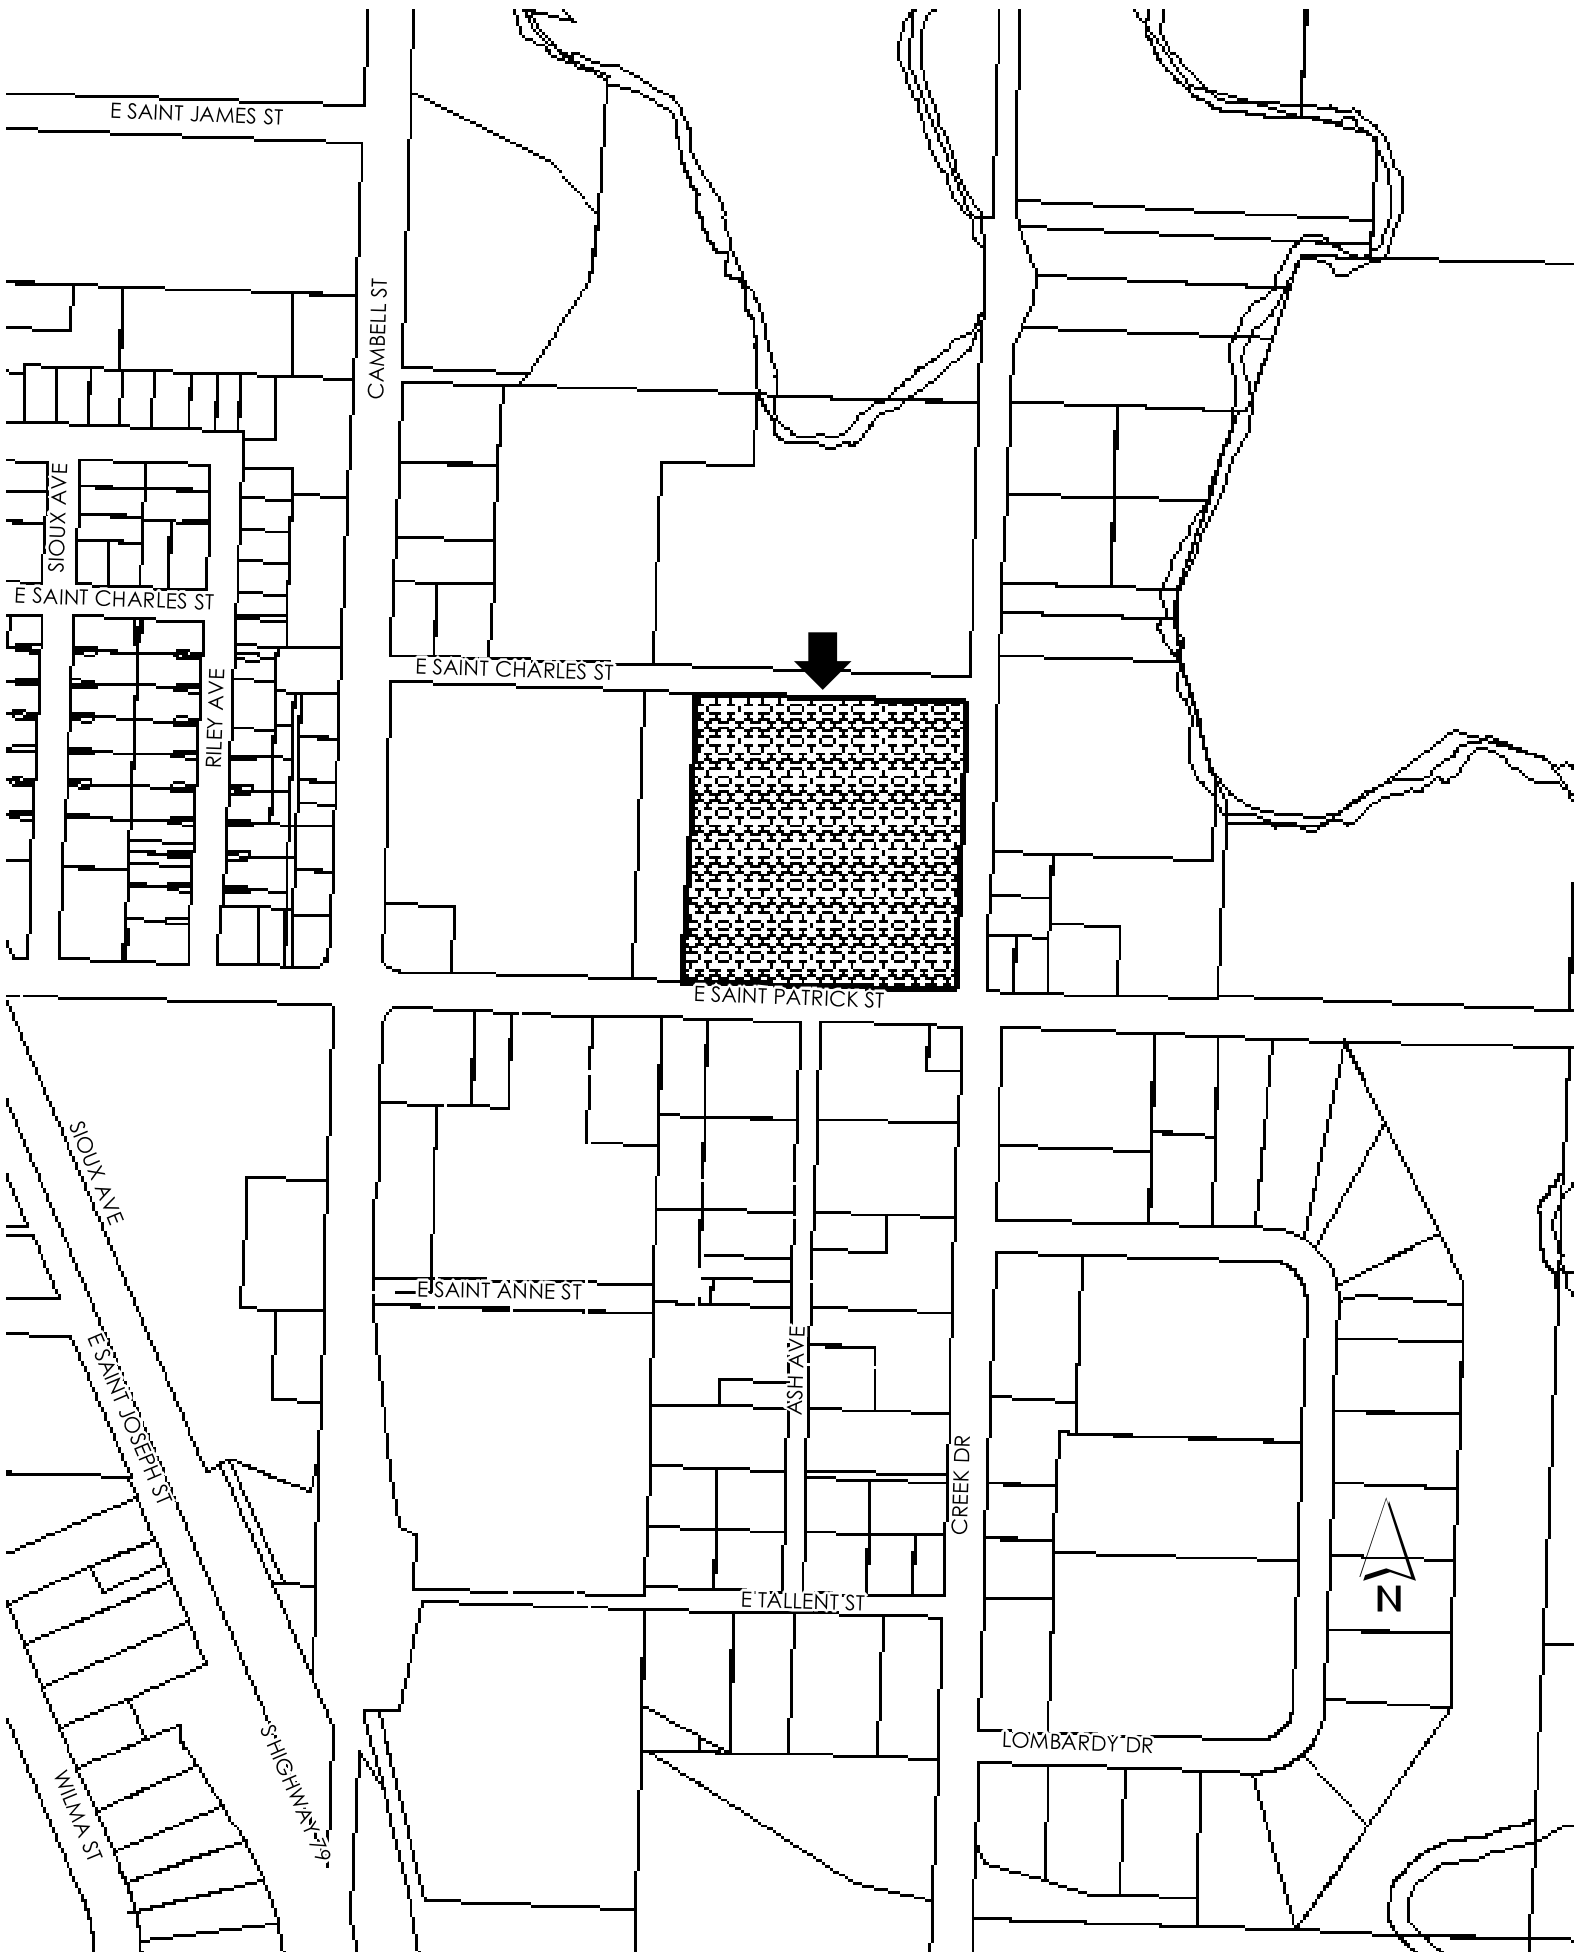 E SAINT JAMES ST
CAMBELL ST
SIOUX AVE
E SAINT CHARLES ST
E SAINT CHARLES ST
RILEY AVE
E SAINT PATRICK ST
SIOUX AVE
E SAINT ANNE ST
ASH AVE
E SAINT JOSEPH ST
CREEK DR
E TALLENT ST
N
LOMBARDY DR
S HIGHWAY 79
WILMA ST